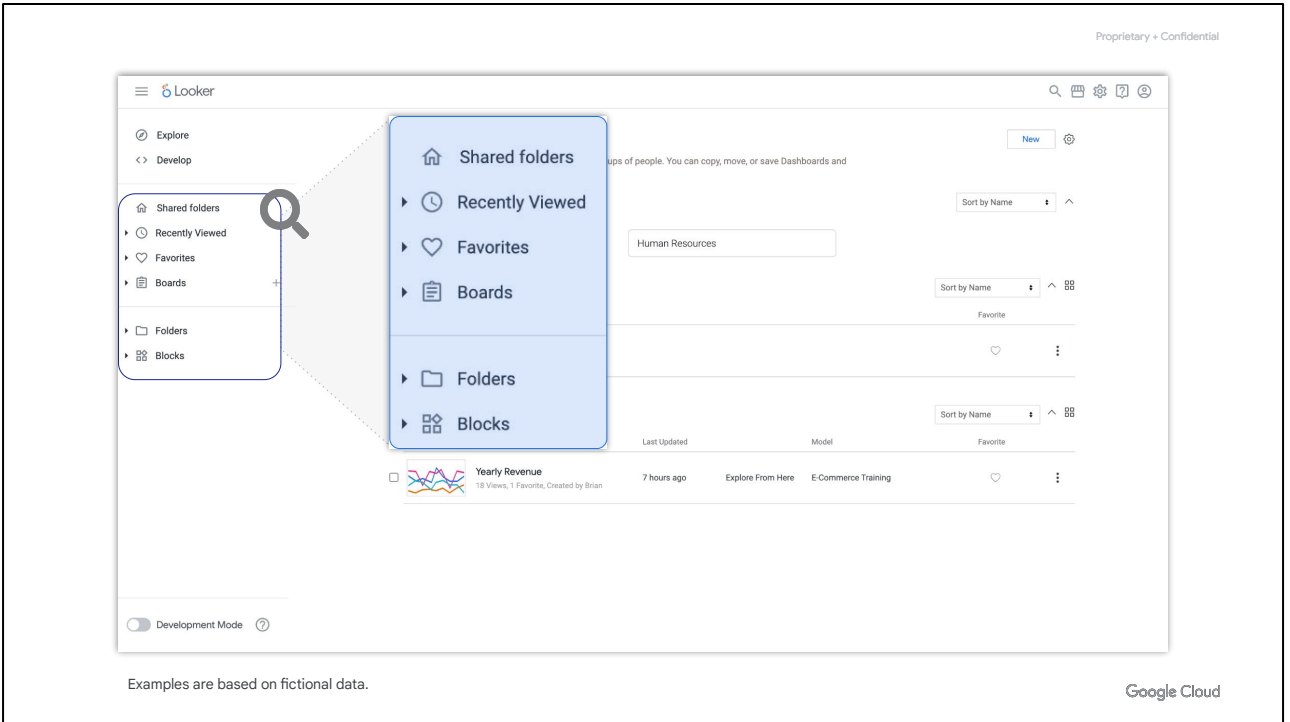 Proprietary + Confidential
Looker
Explore
Develop
Shared folders
Recently Viewed
Favorites
Boards
Folders
Blocks
Development Mode
Shared folders
Recently Viewed
Favorites
Boards
Folders
Blocks
New
ups of people. You can copy, move, or save Dashboards and
Sort by Name
Human Resources
Sort by Name
Favorite
Sort by Name
Last Updated Model Favorite
Yearly Revenue
18 Views, 1 Favorite, Created by Brian
7 hours ago Explore From Here E-Commerce Training
Examples are based on fictional data.
Google Cloud